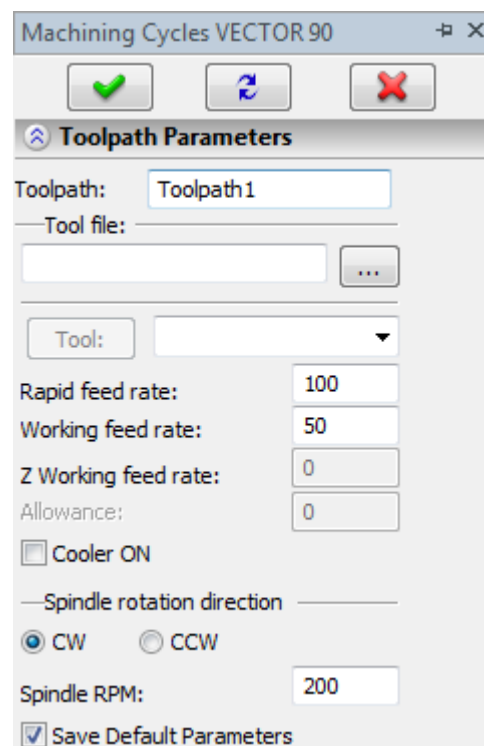 Machining Cycles VECTOR 90
Toolpath Parameters
Toolpath: Toolpath1
Tool file:
...
Tool:
Rapid feed rate: 100
Working feed rate: 50
Z Working feed rate: 0
Allowance: 0
Cooler ON
Spindle rotation direction
CW CCW
Spindle RPM: 200
Save Default Parameters